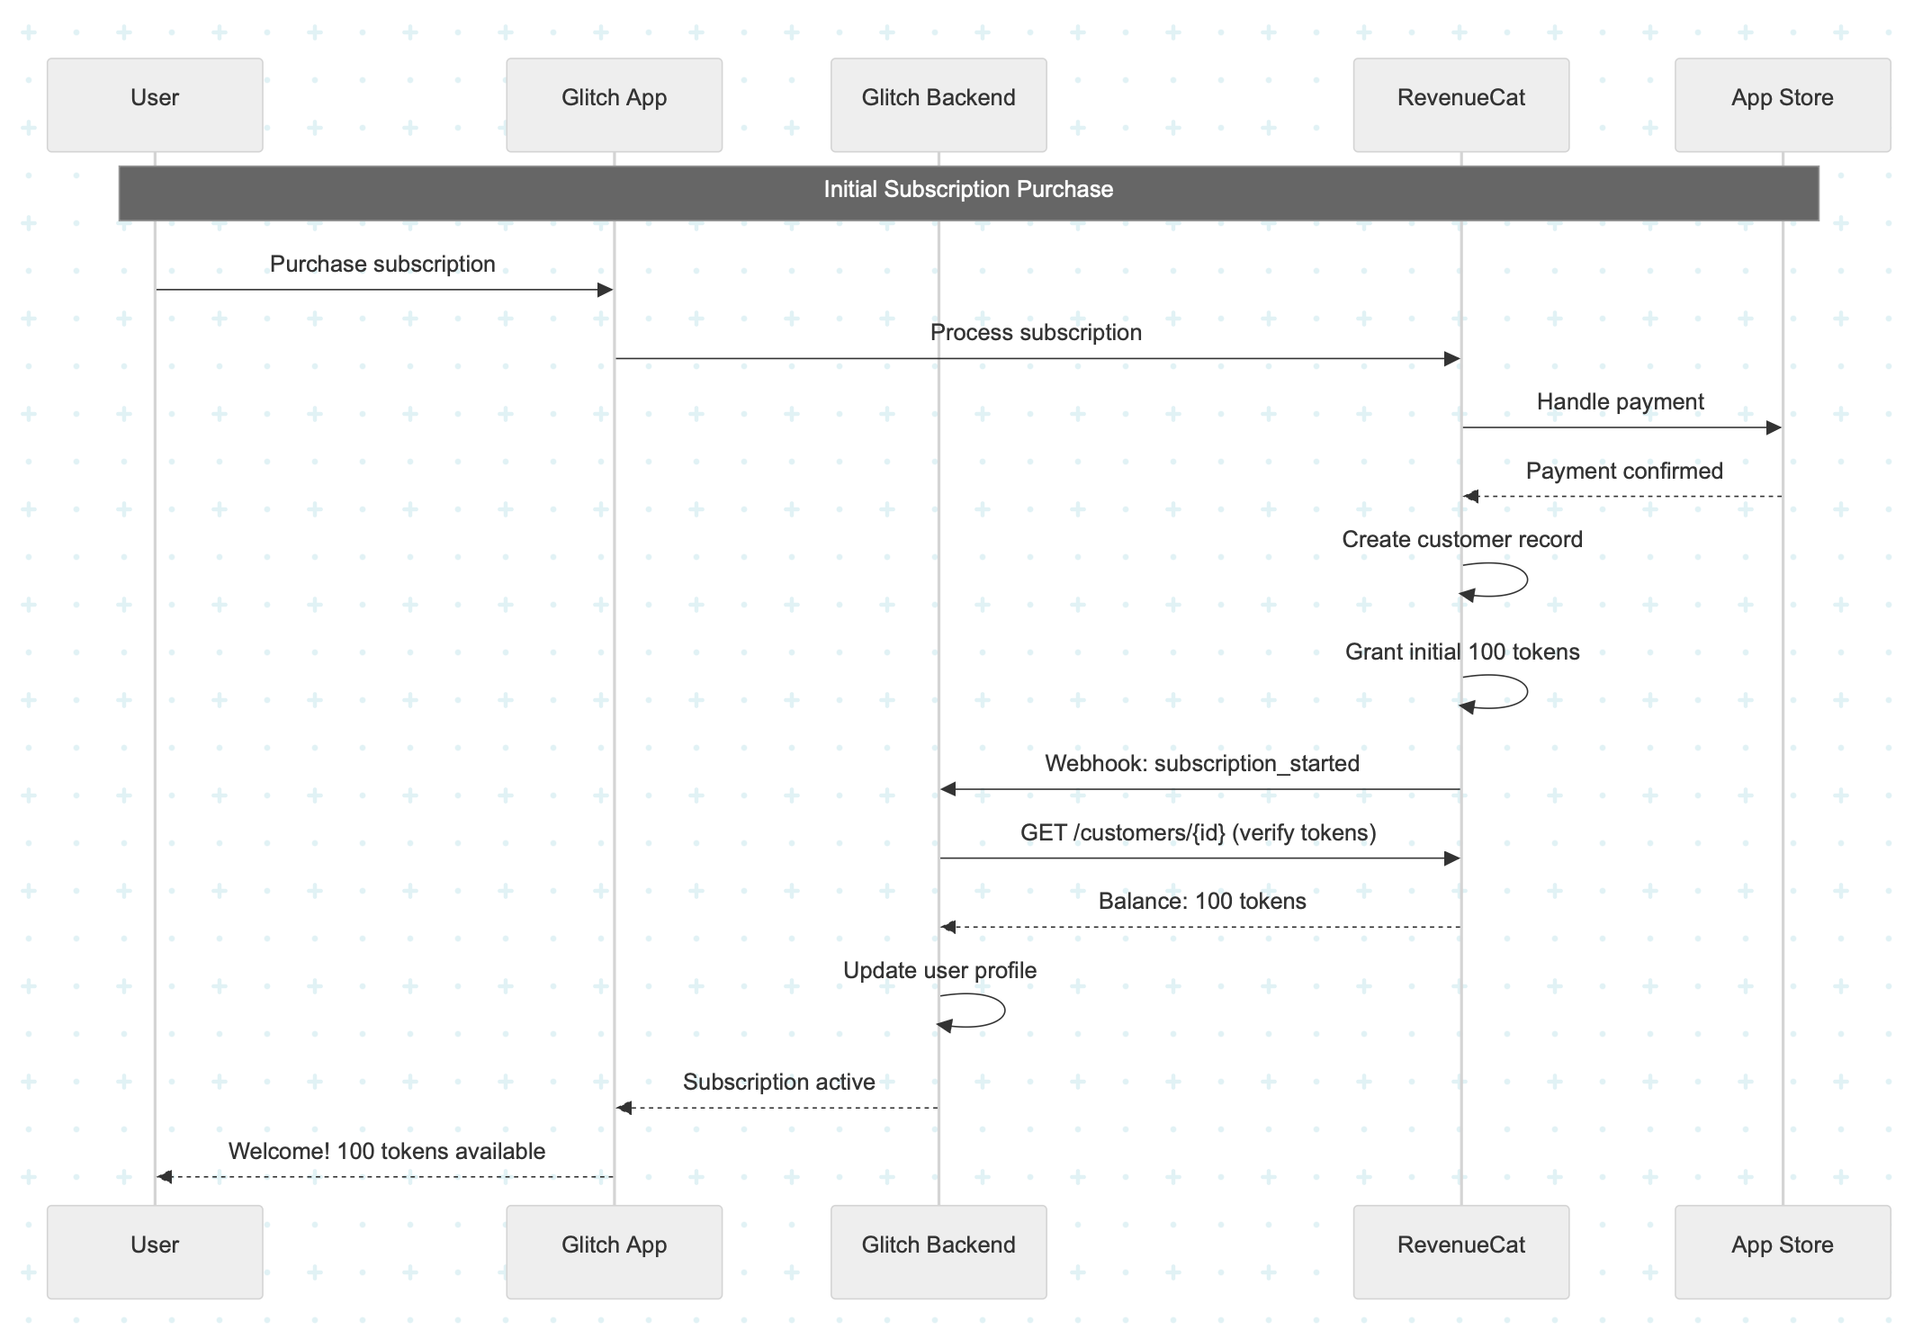 User
Glitch App
Glitch Backend
RevenueCat
App Store
Initial Subscription Purchase
Purchase subscription
Process subscription
Handle payment
Payment confirmed
Create customer record
Grant initial 100 tokens
Webhook: subscription_started
GET /customers/{id} (verify tokens)
Balance: 100 tokens
Update user profile
Subscription active
Welcome! 100 tokens available
User
Glitch App
Glitch Backend
RevenueCat
App Store